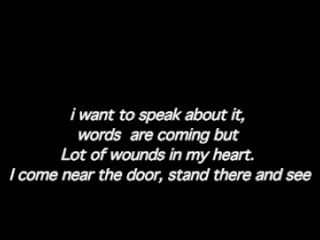 i want to speak about it,
words are coming but
Lot of wounds in my heart.
I come near the door, stand there and see